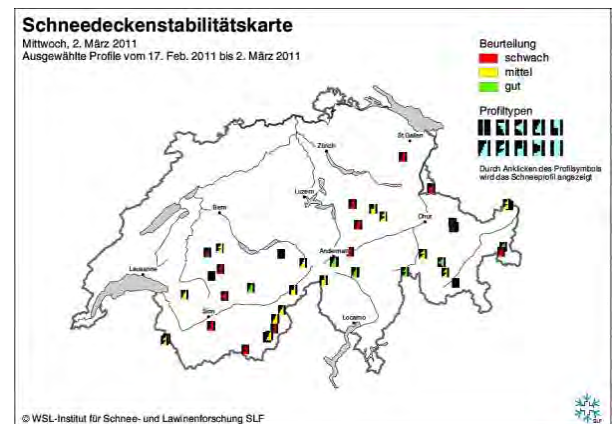 Schneedeckenstabilitätskarte
Mittwoch, 2. März 2011
Ausgewählte Profile vom 17. Feb. 2011 bis 2. März 2011
Beurteilung
schwach
mittel
gut
Profiltypen
Durch Anklicken des Profilsymbols
wird das Schneeprofil angezeigt
St.Gallen
Zürich
Luzern
Bern
Chur
Andermatt
Lausanne
Sion
Locarno
© WSL-Institut für Schnee- und Lawinenforschung SLF
SLF